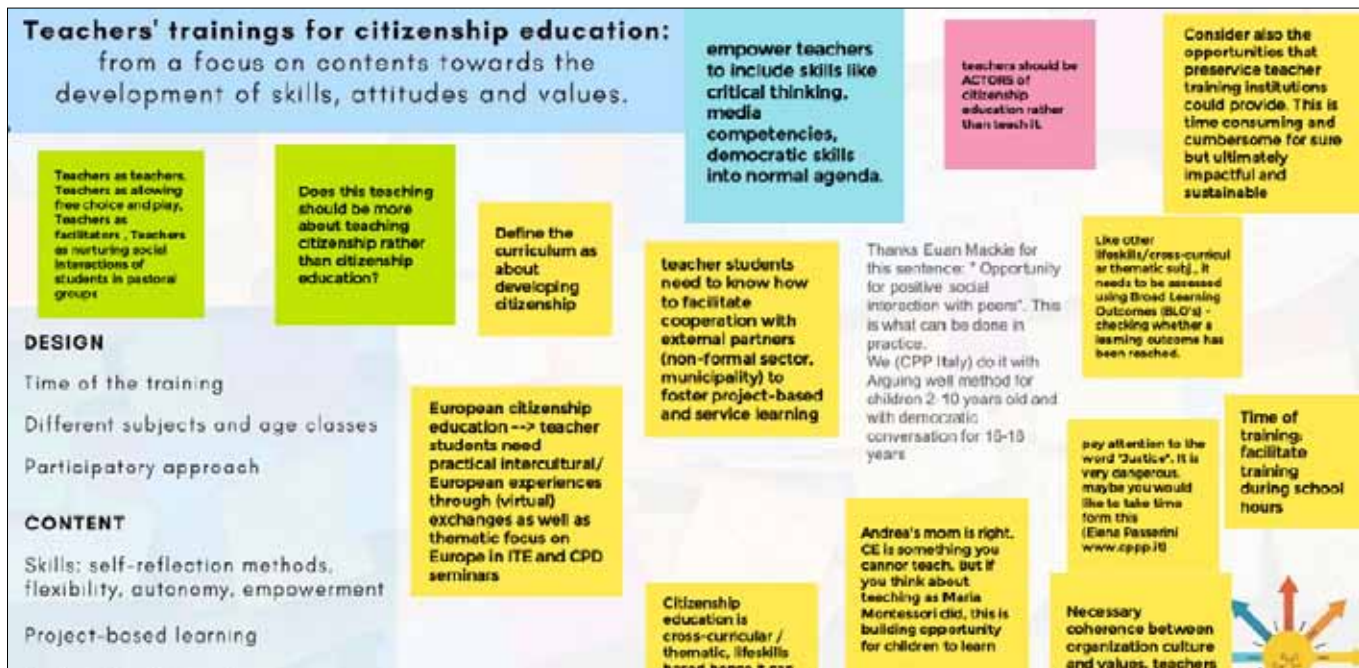 Teachers' trainings for citizenship education:
from a focus on contents towards the
development of skills, attitudes and values.
empower teachers
to include skills like
critical thinking,
media
competencies,
democratic skills
into normal agenda.
teachers should be
ACTORS of
citizenship
education rather
than teach it.
Consider also the
opportunities that
preservice teacher
training institutions
could provide. This is
time consuming and
cumbersome for sure
but ultimately
impactful and
sustainable
Teachers as teachers,
Teachers as allowing
free choice and play,
Teachers as
facilitators , Teachers
as nurturing social
interactions of
students in pastoral
groups
Does this teaching
should be more
about teaching
citizenship rather
than citizenship
education?
Define the
curriculum as
about
developing
citizenship
teacher students
need to know how
to facilitate
cooperation with
external partners
(non-formal sector,
municipality) to
foster project-based
and service learning
Thanks Euan Mackie for
this sentence: " Opportunity
for positive social
interaction with peers". This
is what can be done in
practice.
We (CPP Italy) do it with
Arguing well method for
children 2-10 years old and
with democratic
conversation for 16-18
years
Like other
lifeskills/cross-curricul
ar thematic subj., it
needs to be assessed
using Broad Learning
Outcomes (BLO's) -
checking whether a
learning outcome has
been reached.
DESIGN
Time of the training
Different subjects and age classes
Participatory approach
CONTENT
Skills: self-reflection methods,
flexibility, autonomy, empowerment
Project-based learning
European citizenship
education --> teacher
students need
practical intercultural/
European experiences
through (virtual)
exchanges as well as
thematic focus on
Europe in ITE and CPD
seminars
pay attention to the
word "Justice". It is
very dangerous.
maybe you would
like to take time
form this
(Elena Passerini
www.cppp.it)
Time of
training:
facilitate
training
during school
hours
Andrea's mom is right.
CE is something you
cannor teach. But if
you think about
teaching as Maria
Montessori did, this is
building opportunity
for children to learn
Citizenship
education is
cross-curricular /
thematic, lifeskills
Necessary
coherence between
organization culture
and values, teachers